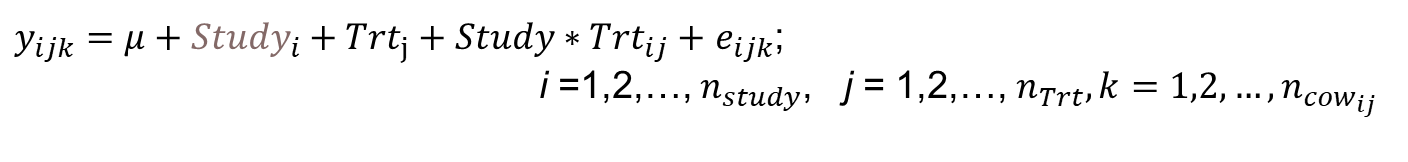 y_{ijk} = μ + Study_i + Trt_j + Study ∗ Trt_{ij} + e_{ijk};
i =1,2,…, n_{study}, j = 1,2,…, n_{Trt}, k = 1,2, …, n_{cow_{ij}}